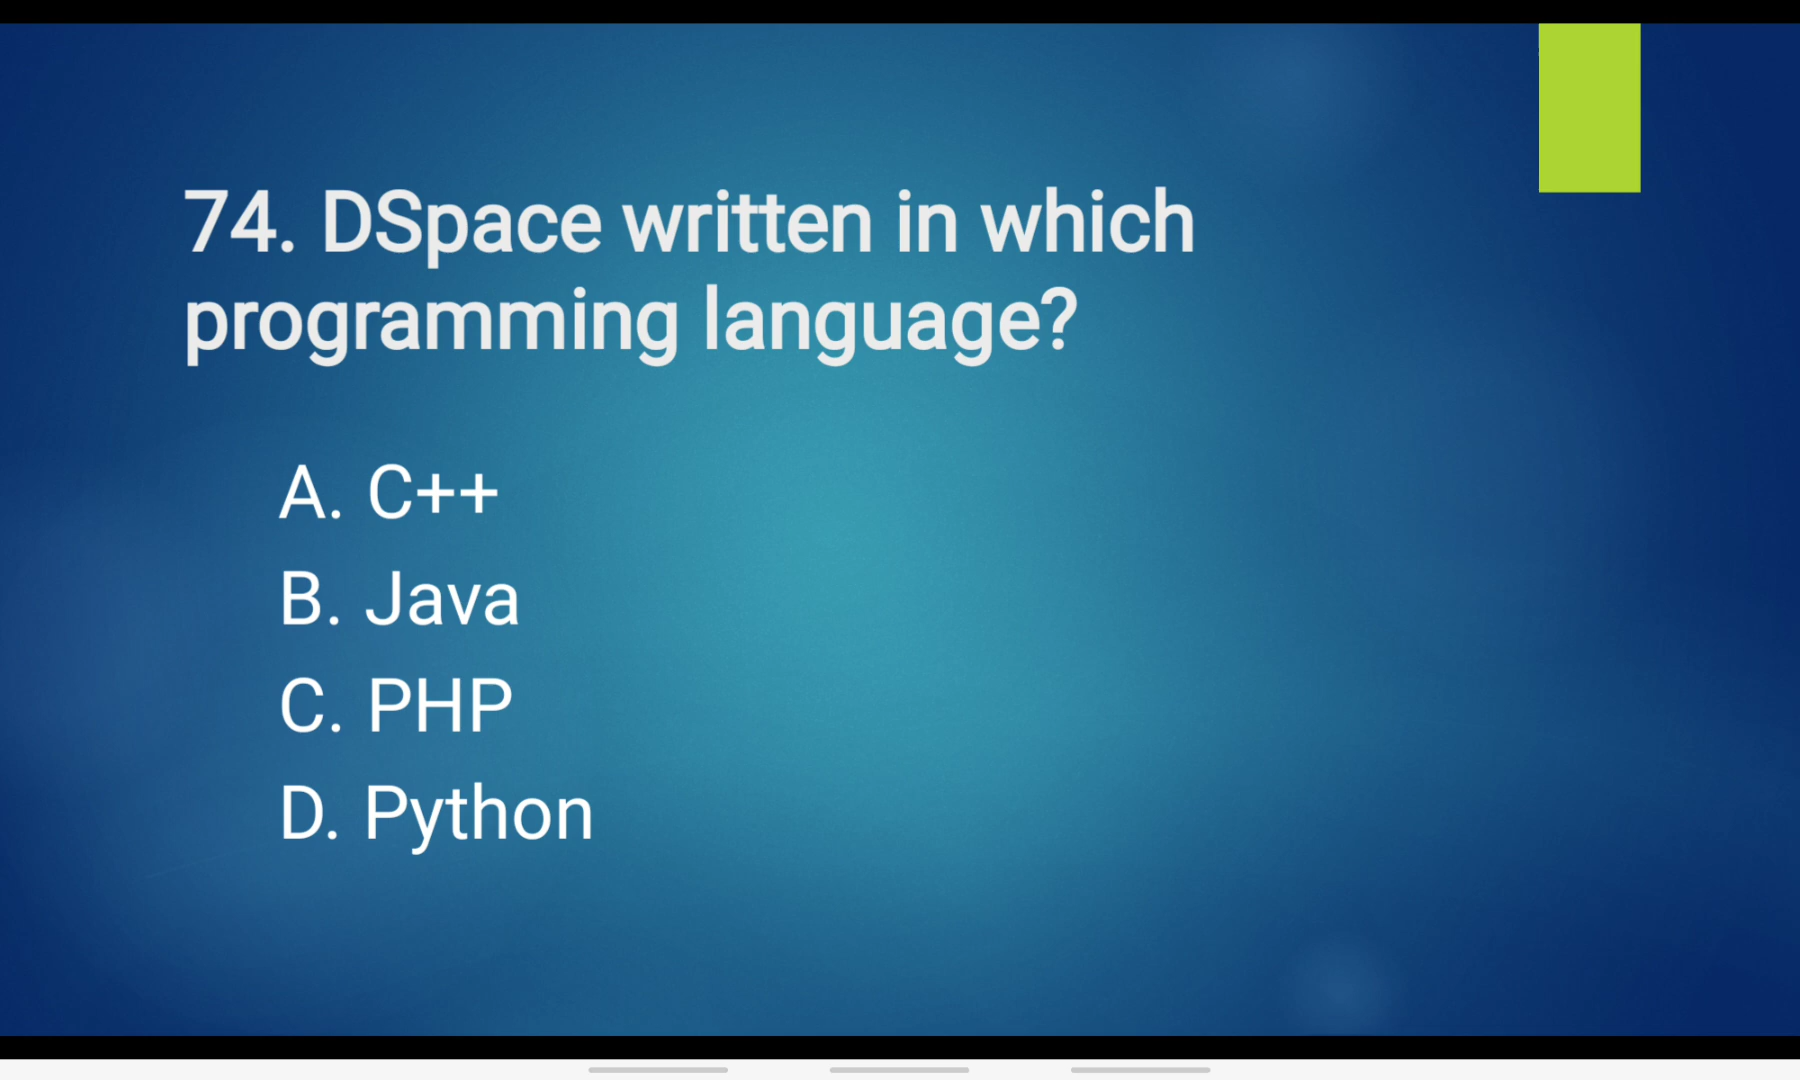 74. DSpace written in which
programming language?
A. C++
B. Java
C. PHP
D. Python